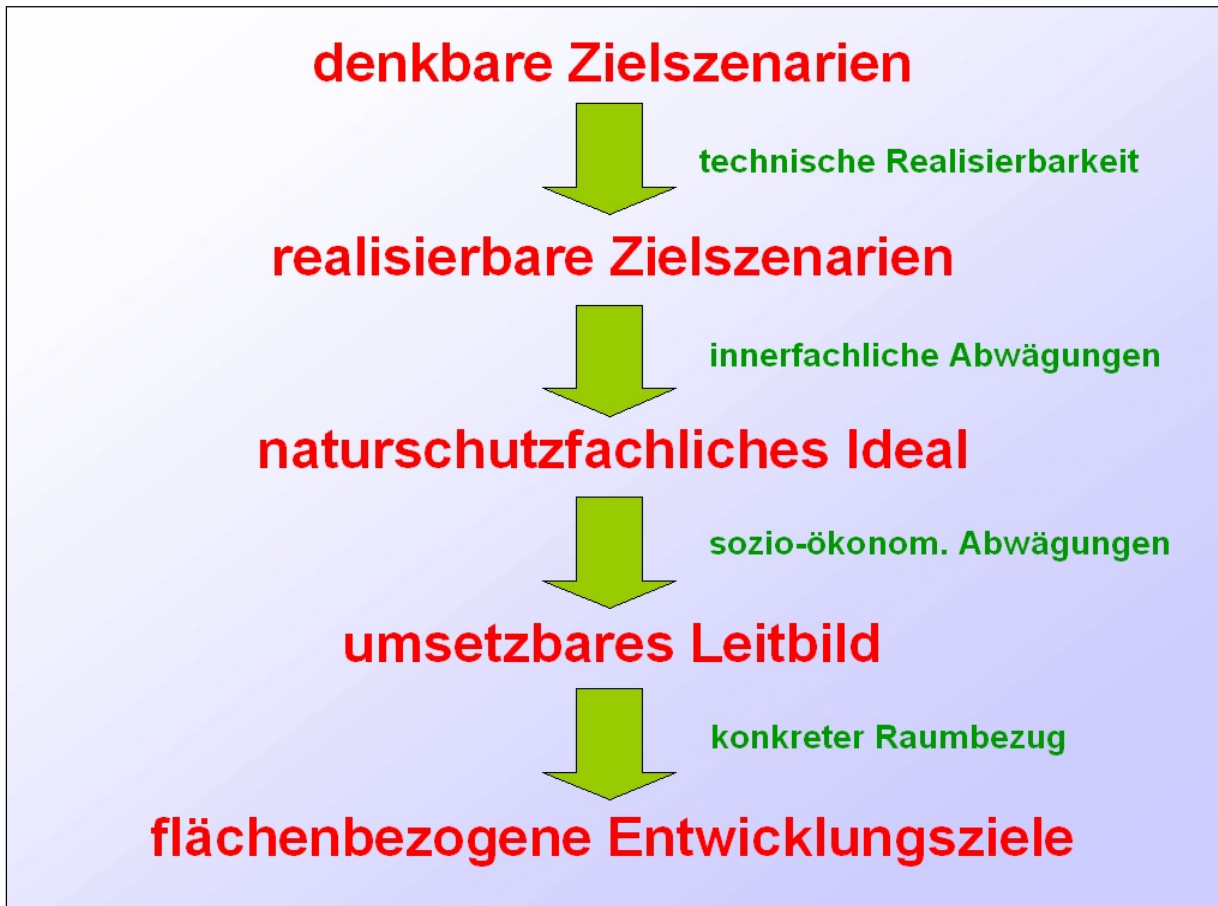 denkbare Zielszenarien
technische Realisierbarkeit
realisierbare Zielszenarien
innerfachliche Abwägungen
naturschutzfachliches Ideal
sozio-ökonom. Abwägungen
umsetzbares Leitbild
konkreter Raumbezug
flächenbezogene Entwicklungsziele